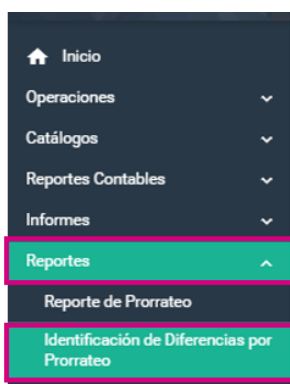 Inicio
Operaciones
Catálogos
Reportes Contables
Informes
Reportes
Reporte de Prorrateo
Identificación de Diferencias por
Prorrateo